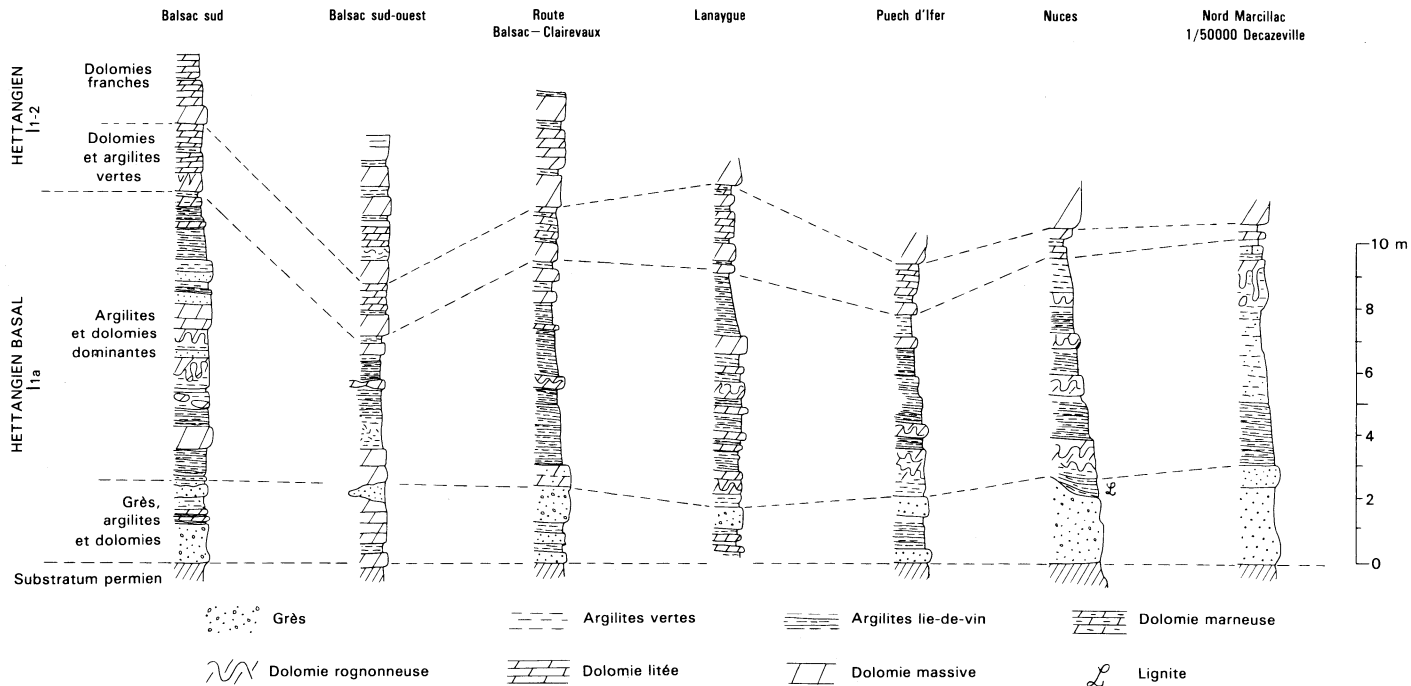 Balsac sud
Balsac sud-ouest
Route
Balsac – Clairevaux
Lanaygue
Puech d'Ifer
Nuces
Nord Marcillac
1/50000 Decazeville
HETTANGIEN
l1-2
Dolomies
franches
Dolomies
et argilites
vertes
HETTANGIEN BASAL
l1a
Argilites
et dolomies
dominantes
Grès,
argilites
et dolomies
Substratum permien
10 m
8
6
4
2
0
ℒ
Grès
Argilites vertes
Argilites lie-de-vin
Dolomie marneuse
Dolomie rognonneuse
Dolomie litée
Dolomie massive
ℒ Lignite